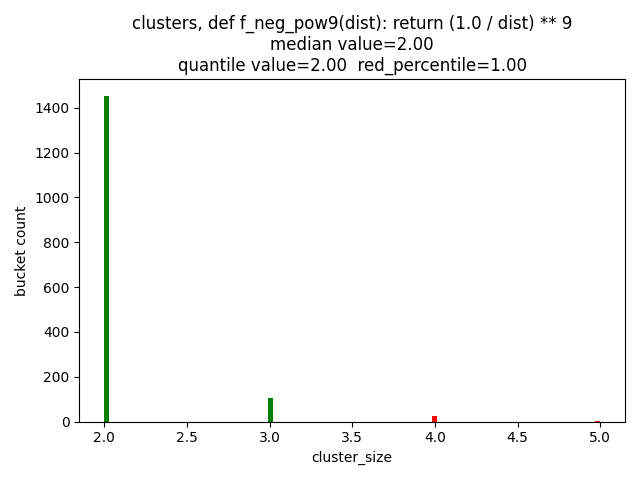 clusters, def f_neg_pow9(dist): return (1.0 / dist) ** 9
median value=2.00
quantile value=2.00  red_percentile=1.00
1400
1200
1000
800
600
400
200
0
bucket count
2.0 2.5 3.0 3.5 4.0 4.5 5.0
cluster_size